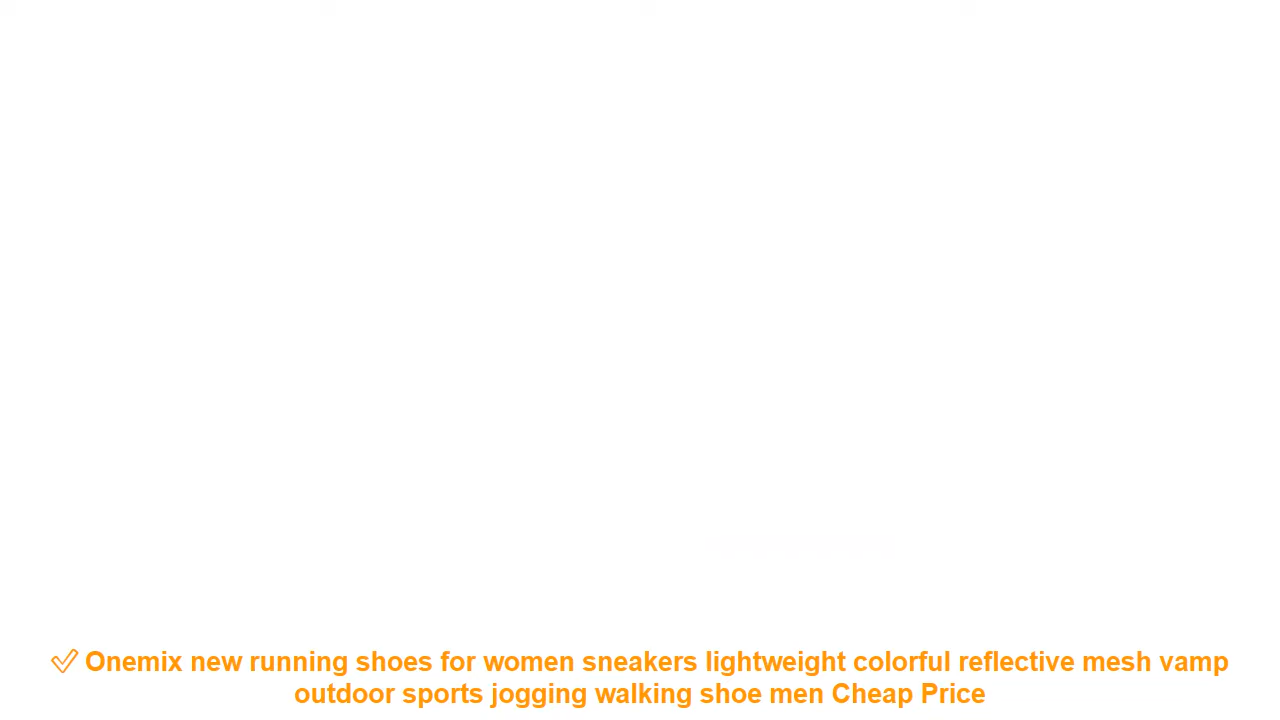 ✅ Onemix new running shoes for women sneakers lightweight colorful reflective mesh vamp
outdoor sports jogging walking shoe men Cheap Price